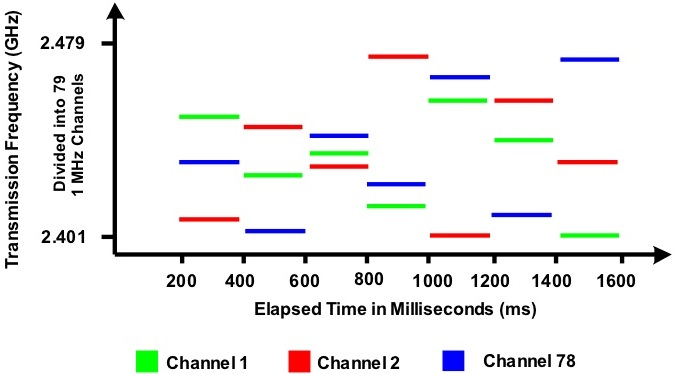 Transmission Frequency (GHz)
Divided into 79
1 MHz Channels
2.479
2.401
200 400 600 800 1000 1200 1400 1600
Elapsed Time in Milliseconds (ms)
Channel 1 Channel 2 Channel 78